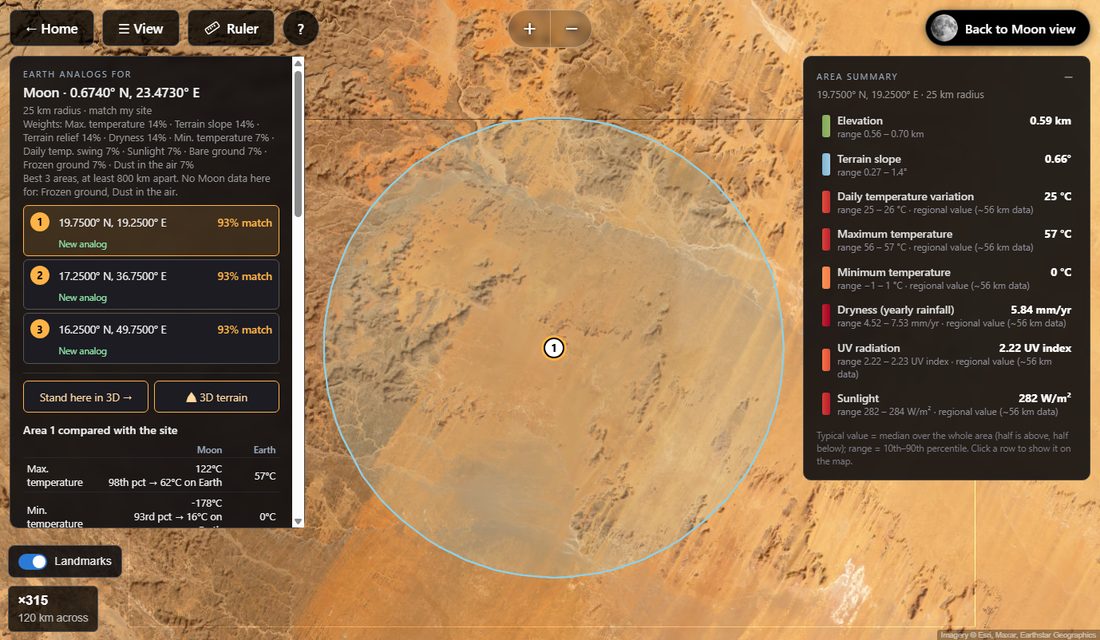 ← Home
☰ View
Ruler
?
+
−
Back to Moon view
EARTH ANALOGS FOR
Moon · 0.6740° N, 23.4730° E
25 km radius · match my site
Weights: Max. temperature 14% · Terrain slope 14% ·
Terrain relief 14% · Dryness 14% · Min. temperature 7% ·
Daily temp. swing 7% · Sunlight 7% · Bare ground 7% ·
Frozen ground 7% · Dust in the air 7%
Best 3 areas, at least 800 km apart. No Moon data here
for: Frozen ground, Dust in the air.
1 19.7500° N, 19.2500° E 93% match
New analog
2 17.2500° N, 36.7500° E 93% match
New analog
3 16.2500° N, 49.7500° E 93% match
New analog
Stand here in 3D →
3D terrain
Area 1 compared with the site
Moon Earth
Max. 122°C
temperature 98th pct → 62°C on Earth 57°C
Min. -178°C
temperature 93rd pct → 16°C on 0°C
Landmarks
×315
120 km across
1
AREA SUMMARY −
19.7500° N, 19.2500° E · 25 km radius
Elevation 0.59 km
range 0.56 – 0.70 km
Terrain slope 0.66°
range 0.27 – 1.4°
Daily temperature variation 25 °C
range 25 – 26 °C · regional value (~56 km data)
Maximum temperature 57 °C
range 56 – 57 °C · regional value (~56 km data)
Minimum temperature 0 °C
range −1 – 1 °C · regional value (~56 km data)
Dryness (yearly rainfall) 5.84 mm/yr
range 4.52 – 7.53 mm/yr · regional value (~56 km data)
UV radiation 2.22 UV index
range 2.22 – 2.23 UV index · regional value (~56 km
data)
Sunlight 282 W/m²
range 282 – 284 W/m² · regional value (~56 km data)
Typical value = median over the whole area (half is above, half
below); range = 10th–90th percentile. Click a row to show it on
the map.
Imagery © Esri, Maxar, Earthstar Geographics